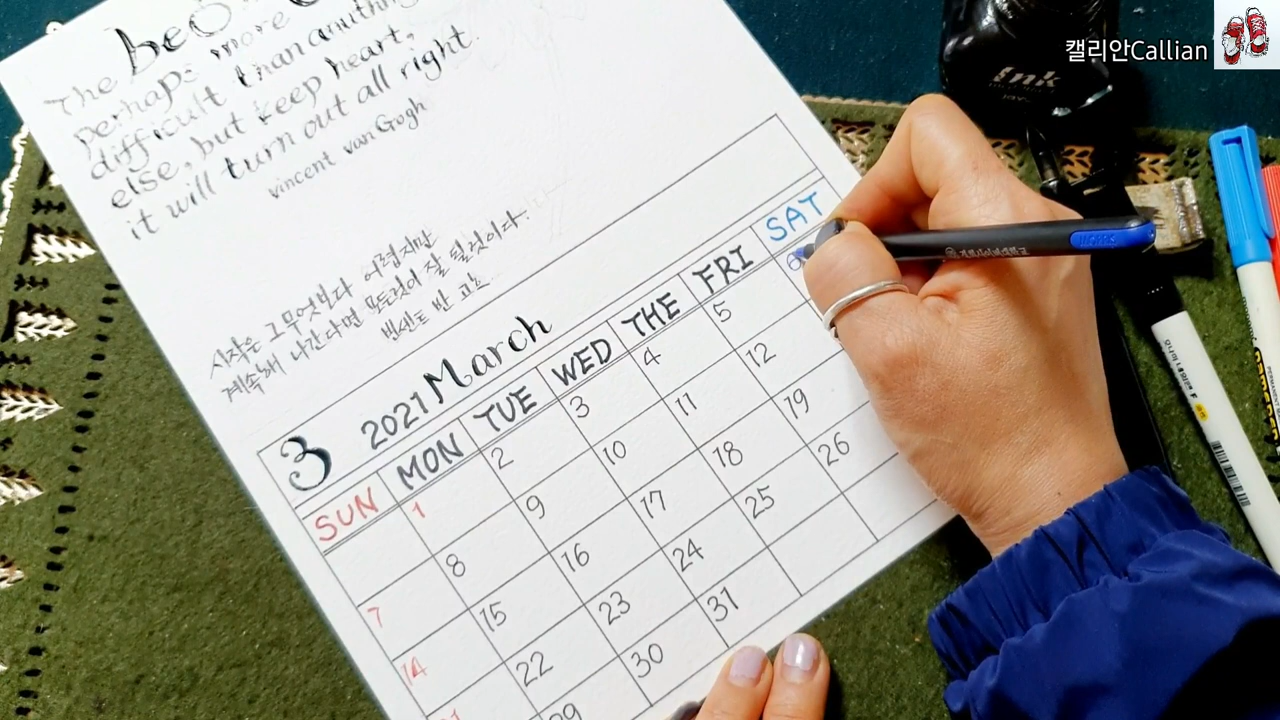 캘리안Callian
Ink
The
perhaps more
difficult than anything
else, but keep heart,
it will turn out all right.
vincent van Gogh
시작은 그 무엇보다 어렵지만
계속해 나간다면 모든것이 잘 될것이다.
빈센트 반 고흐
3 2021 March
SUN MON TUE WED THE FRI SAT
1 2 3 4 5
7 8 9 10 11 12
14 15 16 17 18 19
22 23 24 25 26
29 30 31